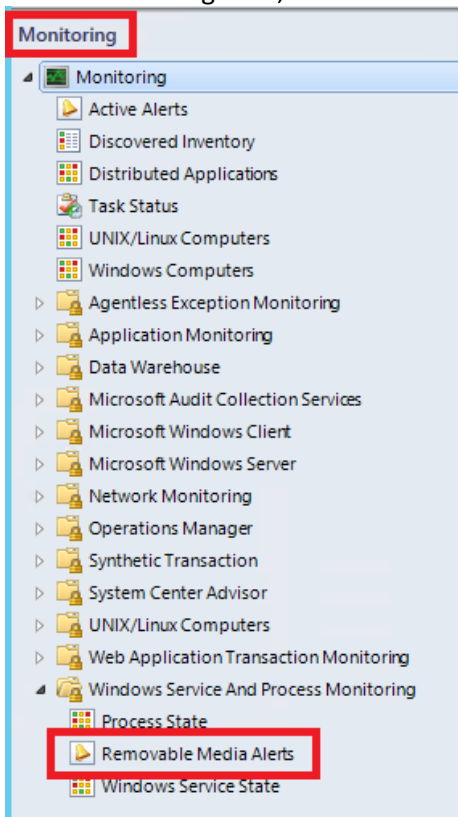 Monitoring
Monitoring
Active Alerts
Discovered Inventory
Distributed Applications
Task Status
UNIX/Linux Computers
Windows Computers
Agentless Exception Monitoring
Application Monitoring
Data Warehouse
Microsoft Audit Collection Services
Microsoft Windows Client
Microsoft Windows Server
Network Monitoring
Operations Manager
Synthetic Transaction
System Center Advisor
UNIX/Linux Computers
Web Application Transaction Monitoring
Windows Service And Process Monitoring
Process State
Removable Media Alerts
Windows Service State